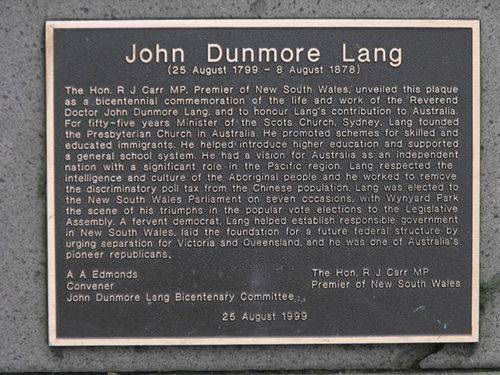 John Dunmore Lang
(25 August 1799 - 8 August 1878)
The Hon. R J Carr MP, Premier of New South Wales, unveiled this plaque
as a bicentennial commemoration of the life and work of the Reverend
Doctor John Dunmore Lang, and to honour Lang's contribution to Australia.
For fifty-five years Minister of the Scots Church, Sydney, Lang founded
the Presbyterian Church in Australia. He promoted schemes for skilled and
educated immigrants. He helped introduce higher education and supported
a general school system. He had a vision for Australia as an independent
nation with a significant role in the Pacific region. Lang respected the
intelligence and culture of the Aboriginal people and he worked to remove
the discriminatory poll tax from the Chinese population. Lang was elected to
the New South Wales Parliament on seven occasions, with Wynyard Park
the scene of his triumphs in the popular vote elections to the Legislative
Assembly. A fervent democrat, Lang helped establish responsible government
in New South Wales, laid the foundation for a future federal structure by
urging separation for Victoria and Queensland, and he was one of Australia's
pioneer republicans.
A A Edmonds
Convener
John Dunmore Lang Bicentenary Committee
The Hon. R J Carr MP
Premier of New South Wales
25 August 1999